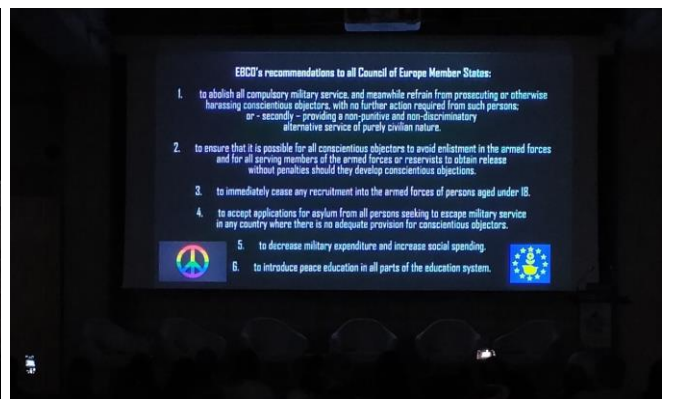 EBCO's recommendations to all Council of Europe Member States:
1. to abolish all compulsory military service, and meanwhile refrain from prosecuting or otherwise
harassing conscientious objectors, with no further action required from such persons;
or - secondly – providing a non-punitive and non-discriminatory
alternative service of purely civilian nature.
2. to ensure that it is possible for all conscientious objectors to avoid enlistment in the armed forces
and for all serving members of the armed forces or reservists to obtain release
without penalties should they develop conscientious objections.
3. to immediately cease any recruitment into the armed forces of persons aged under 18.
4. to accept applications for asylum from all persons seeking to escape military service
in any country where there is no adequate provision for conscientious objectors.
5. to decrease military expenditure and increase social spending.
6. to introduce peace education in all parts of the education system.